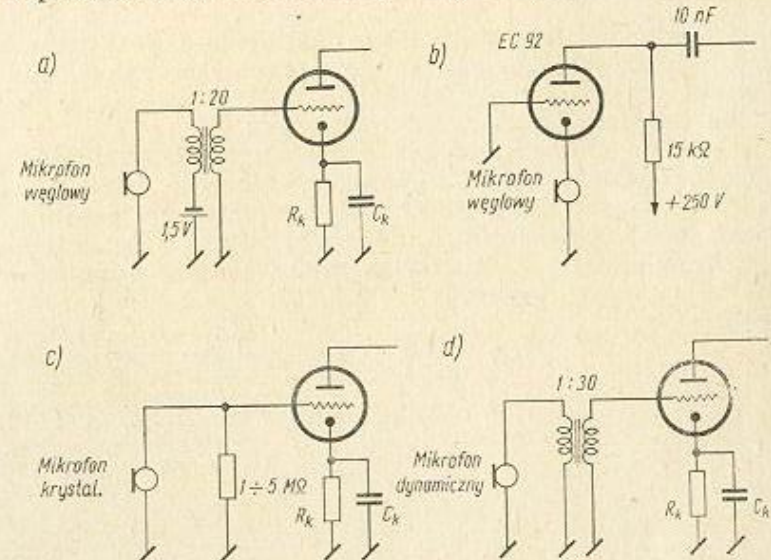 a)
1:20
Mikrofon
węglowy
1,5V
Rk
Ck
b)
EC 92
10 nF
Mikrofon
węglowy
15 kΩ
+250 V
c)
Mikrofon
krystal.
1÷5 MΩ
Rk
Ck
d)
1:30
Mikrofon
dynamiczny
Rk
Ck